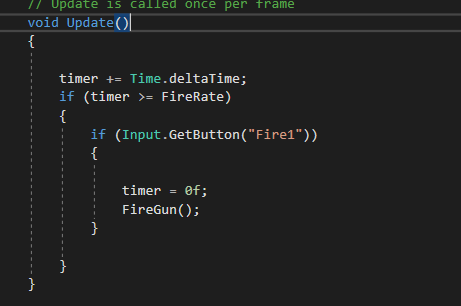 // Update is called once per frame
void Update()
{
timer += Time.deltaTime;
if (timer >= FireRate)
{
if (Input.GetButton("Fire1"))
{
timer = 0f;
FireGun();
}
}
}